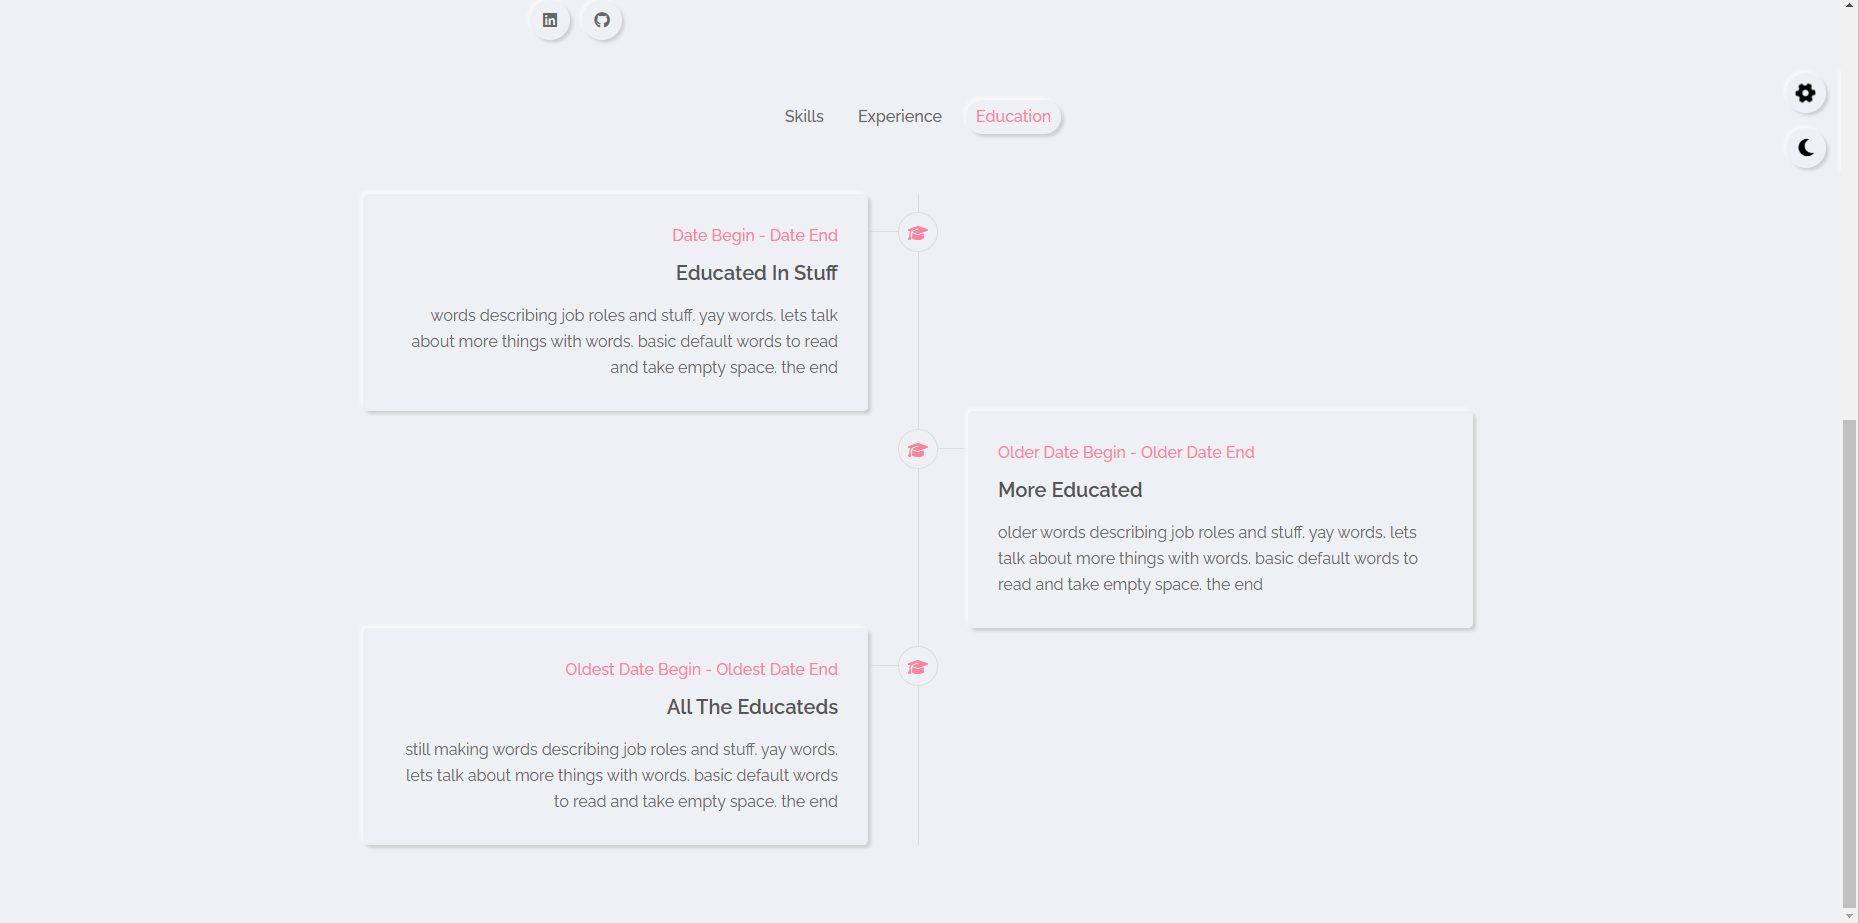 Skills
Experience
Education
Date Begin - Date End
Educated In Stuff
words describing job roles and stuff. yay words. lets talk
about more things with words. basic default words to read
and take empty space. the end
Older Date Begin - Older Date End
More Educated
older words describing job roles and stuff. yay words. lets
talk about more things with words. basic default words to
read and take empty space. the end
Oldest Date Begin - Oldest Date End
All The Educateds
still making words describing job roles and stuff. yay words.
lets talk about more things with words. basic default words
to read and take empty space. the end